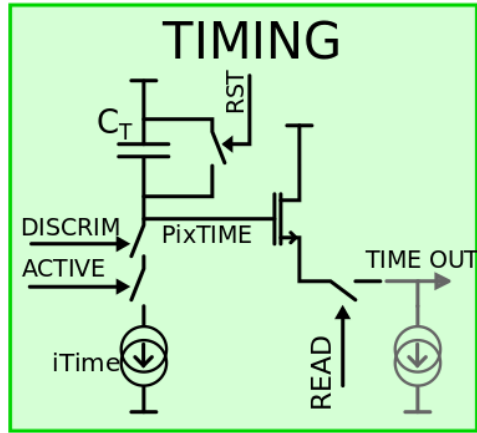 TIMING
RST
C_T
DISCRIM
PixTIME
ACTIVE
TIME OUT
iTime
READ